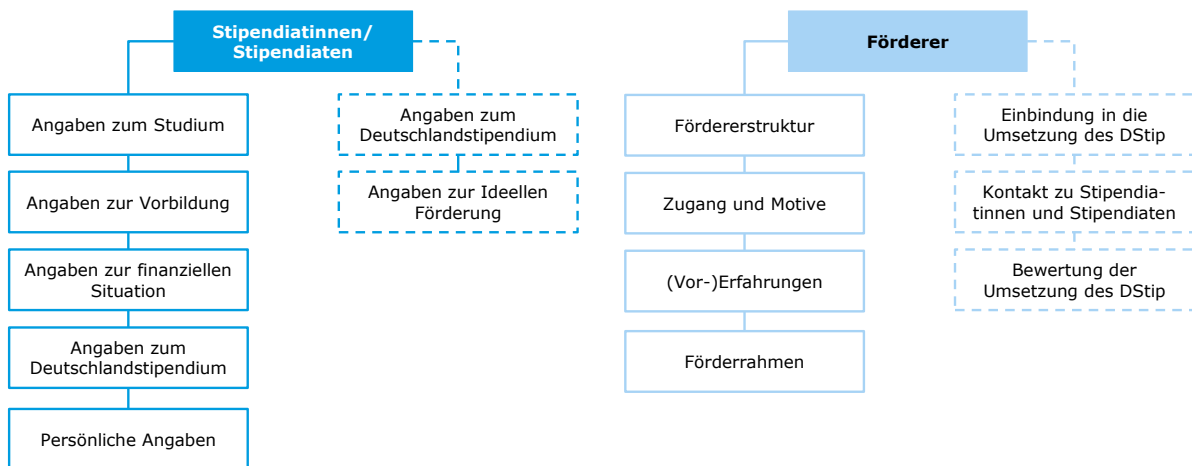 Stipendiatinnen/
Stipendiaten
Angaben zum Studium
Angaben zur Vorbildung
Angaben zur finanziellen
Situation
Angaben zum
Deutschlandstipendium
Persönliche Angaben
Angaben zum
Deutschlandstipendium
Angaben zur Ideellen
Förderung
Förderer
Fördererstruktur
Zugang und Motive
(Vor-)Erfahrungen
Förderrahmen
Einbindung in die
Umsetzung des DStip
Kontakt zu Stipendia-
tinnen und Stipendiaten
Bewertung der
Umsetzung des DStip